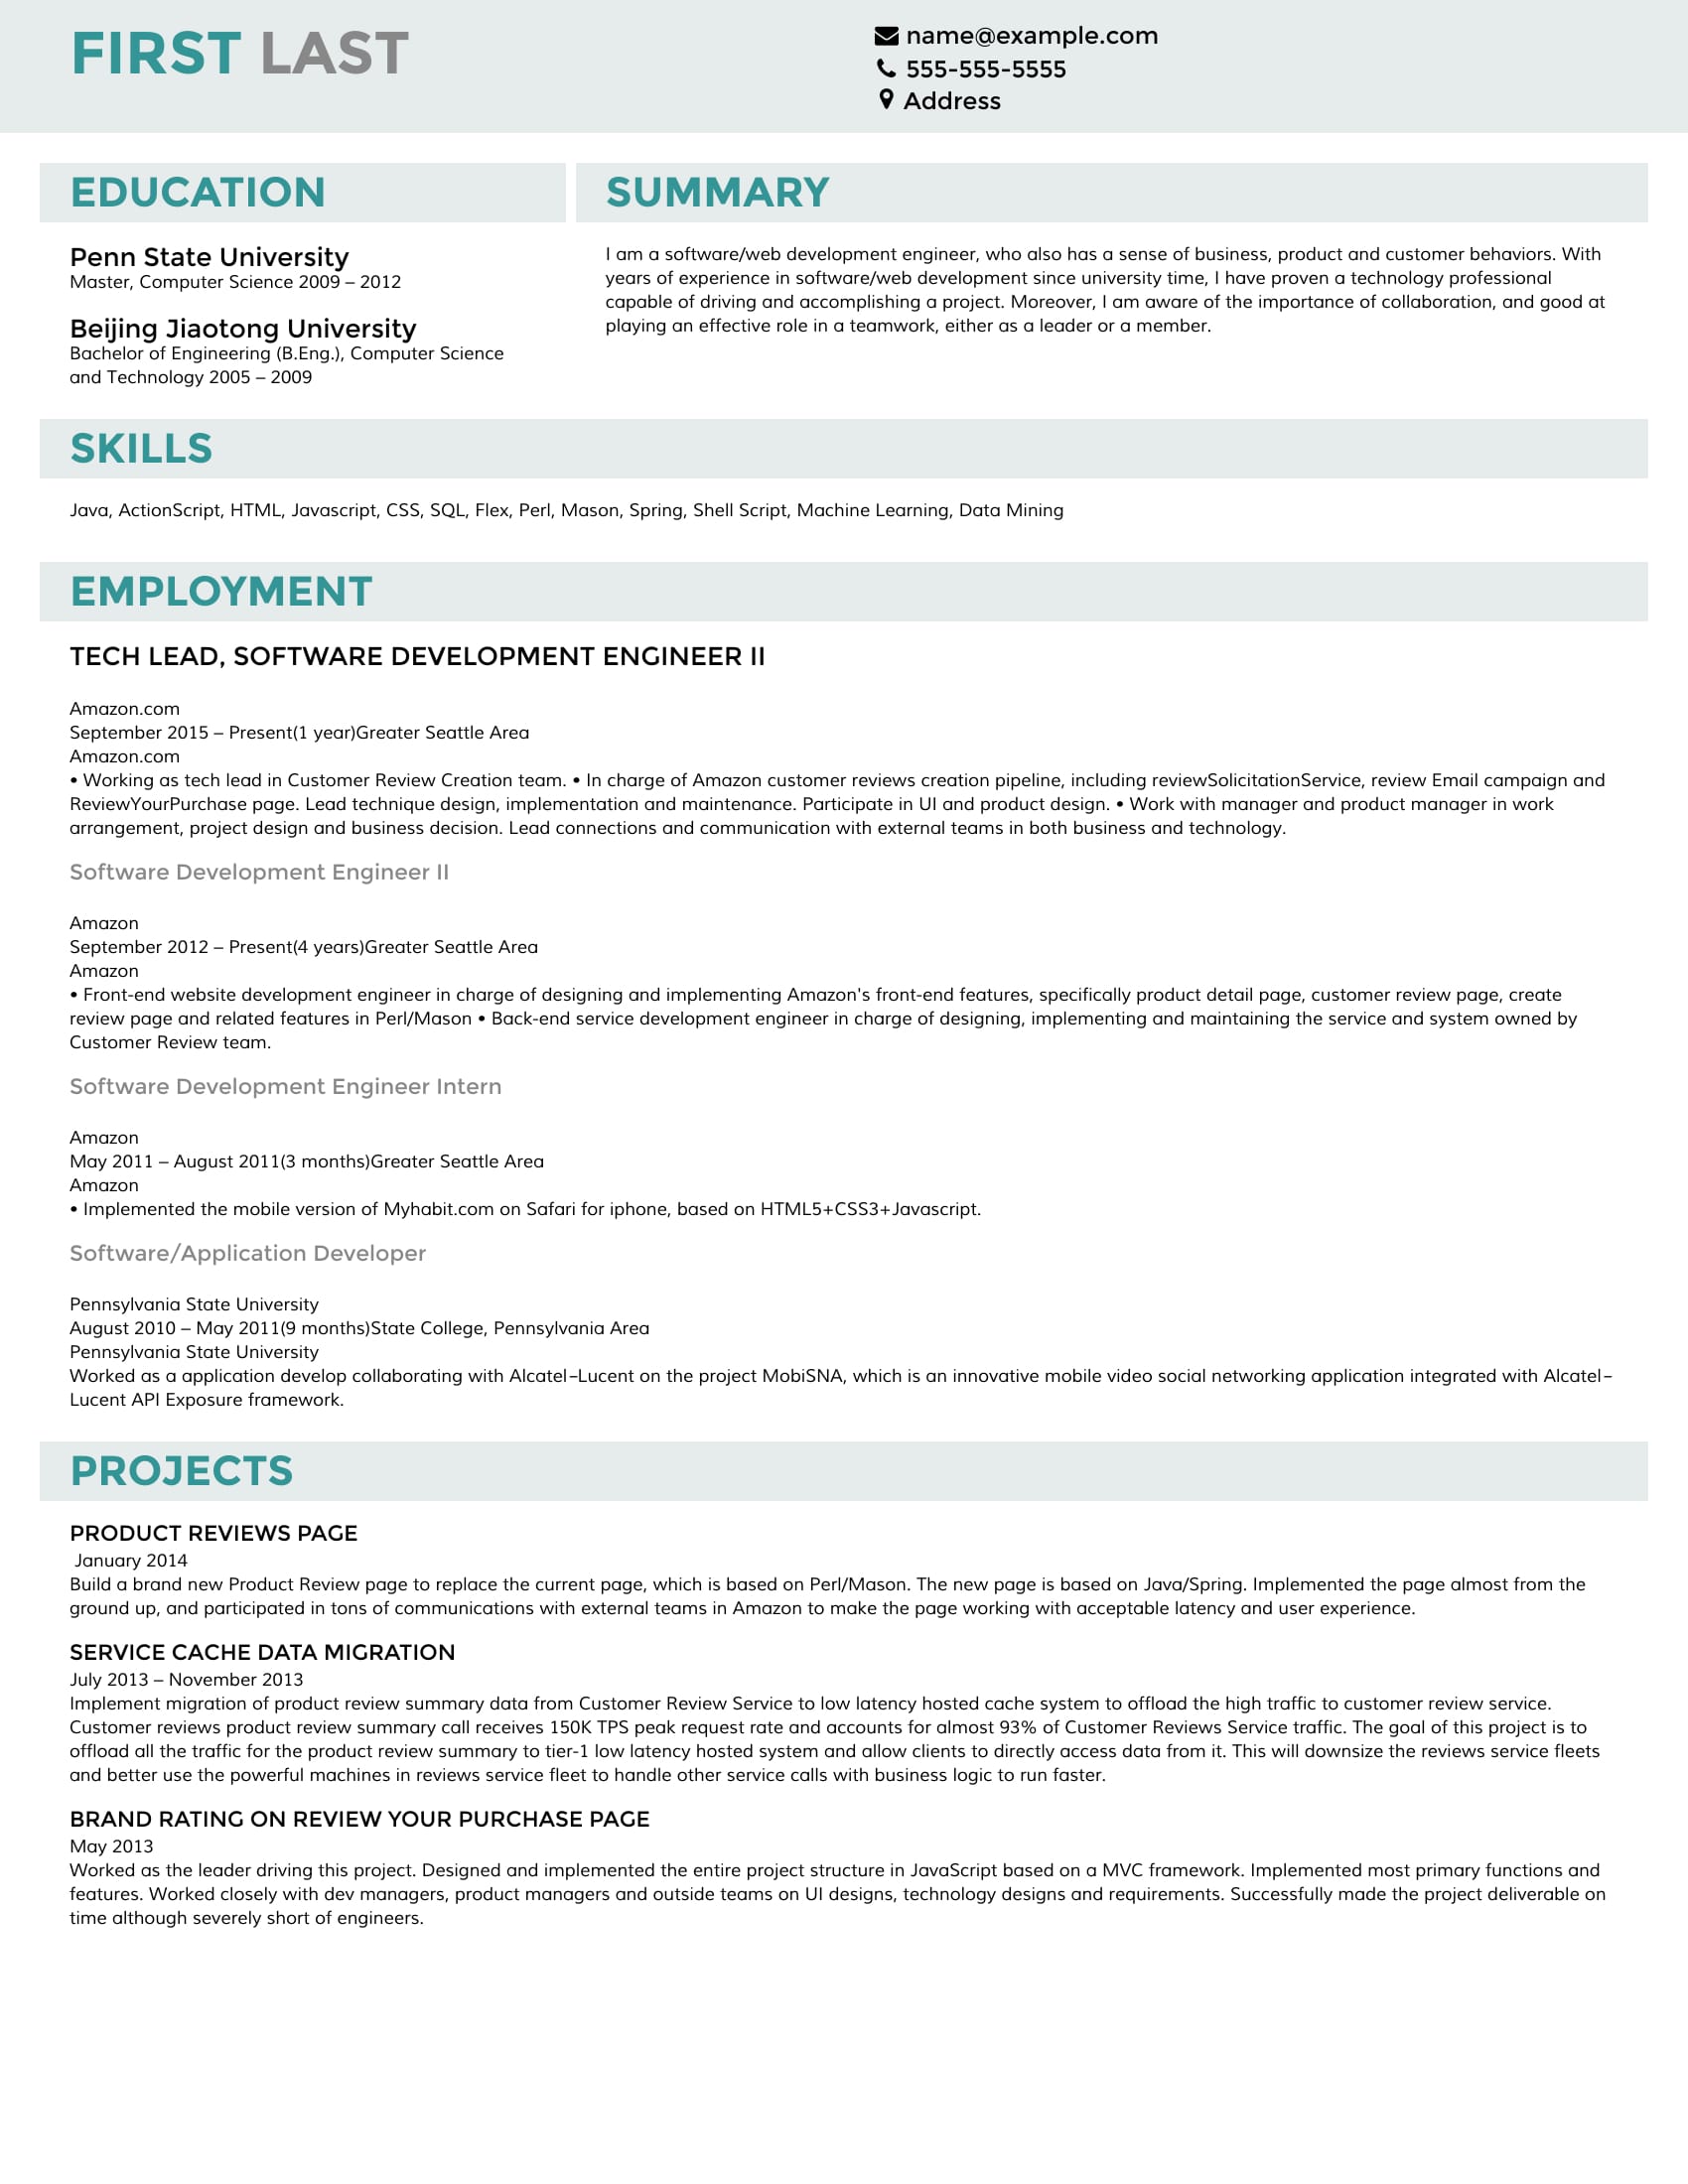 FIRST LAST
name@example.com
555-555-5555
Address
EDUCATION
Penn State University
Master, Computer Science 2009 – 2012
Beijing Jiaotong University
Bachelor of Engineering (B.Eng.), Computer Science
and Technology 2005 – 2009
SUMMARY
I am a software/web development engineer, who also has a sense of business, product and customer behaviors. With
years of experience in software/web development since university time, I have proven a technology professional
capable of driving and accomplishing a project. Moreover, I am aware of the importance of collaboration, and good at
playing an effective role in a teamwork, either as a leader or a member.
SKILLS
Java, ActionScript, HTML, Javascript, CSS, SQL, Flex, Perl, Mason, Spring, Shell Script, Machine Learning, Data Mining
EMPLOYMENT
TECH LEAD, SOFTWARE DEVELOPMENT ENGINEER II
Amazon.com
September 2015 – Present(1 year)Greater Seattle Area
Amazon.com
• Working as tech lead in Customer Review Creation team. • In charge of Amazon customer reviews creation pipeline, including reviewSolicitationService, review Email campaign and
ReviewYourPurchase page. Lead technique design, implementation and maintenance. Participate in UI and product design. • Work with manager and product manager in work
arrangement, project design and business decision. Lead connections and communication with external teams in both business and technology.
Software Development Engineer II
Amazon
September 2012 – Present(4 years)Greater Seattle Area
Amazon
• Front-end website development engineer in charge of designing and implementing Amazon's front-end features, specifically product detail page, customer review page, create
review page and related features in Perl/Mason • Back-end service development engineer in charge of designing, implementing and maintaining the service and system owned by
Customer Review team.
Software Development Engineer Intern
Amazon
May 2011 – August 2011(3 months)Greater Seattle Area
Amazon
• Implemented the mobile version of Myhabit.com on Safari for iphone, based on HTML5+CSS3+Javascript.
Software/Application Developer
Pennsylvania State University
August 2010 – May 2011(9 months)State College, Pennsylvania Area
Pennsylvania State University
Worked as a application develop collaborating with Alcatel-Lucent on the project MobiSNA, which is an innovative mobile video social networking application integrated with Alcatel-
Lucent API Exposure framework.
PROJECTS
PRODUCT REVIEWS PAGE
January 2014
Build a brand new Product Review page to replace the current page, which is based on Perl/Mason. The new page is based on Java/Spring. Implemented the page almost from the
ground up, and participated in tons of communications with external teams in Amazon to make the page working with acceptable latency and user experience.
SERVICE CACHE DATA MIGRATION
July 2013 – November 2013
Implement migration of product review summary data from Customer Review Service to low latency hosted cache system to offload the high traffic to customer review service.
Customer reviews product review summary call receives 150K TPS peak request rate and accounts for almost 93% of Customer Reviews Service traffic. The goal of this project is to
offload all the traffic for the product review summary to tier-1 low latency hosted system and allow clients to directly access data from it. This will downsize the reviews service fleets
and better use the powerful machines in reviews service fleet to handle other service calls with business logic to run faster.
BRAND RATING ON REVIEW YOUR PURCHASE PAGE
May 2013
Worked as the leader driving this project. Designed and implemented the entire project structure in JavaScript based on a MVC framework. Implemented most primary functions and
features. Worked closely with dev managers, product managers and outside teams on UI designs, technology designs and requirements. Successfully made the project deliverable on
time although severely short of engineers.